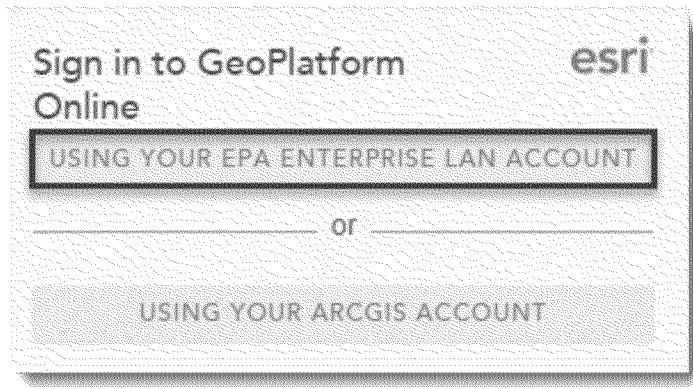 Sign in to GeoPlatform esri
Online
USING YOUR EPA ENTERPRISE LAN ACCOUNT
or
USING YOUR ARCGIS ACCOUNT